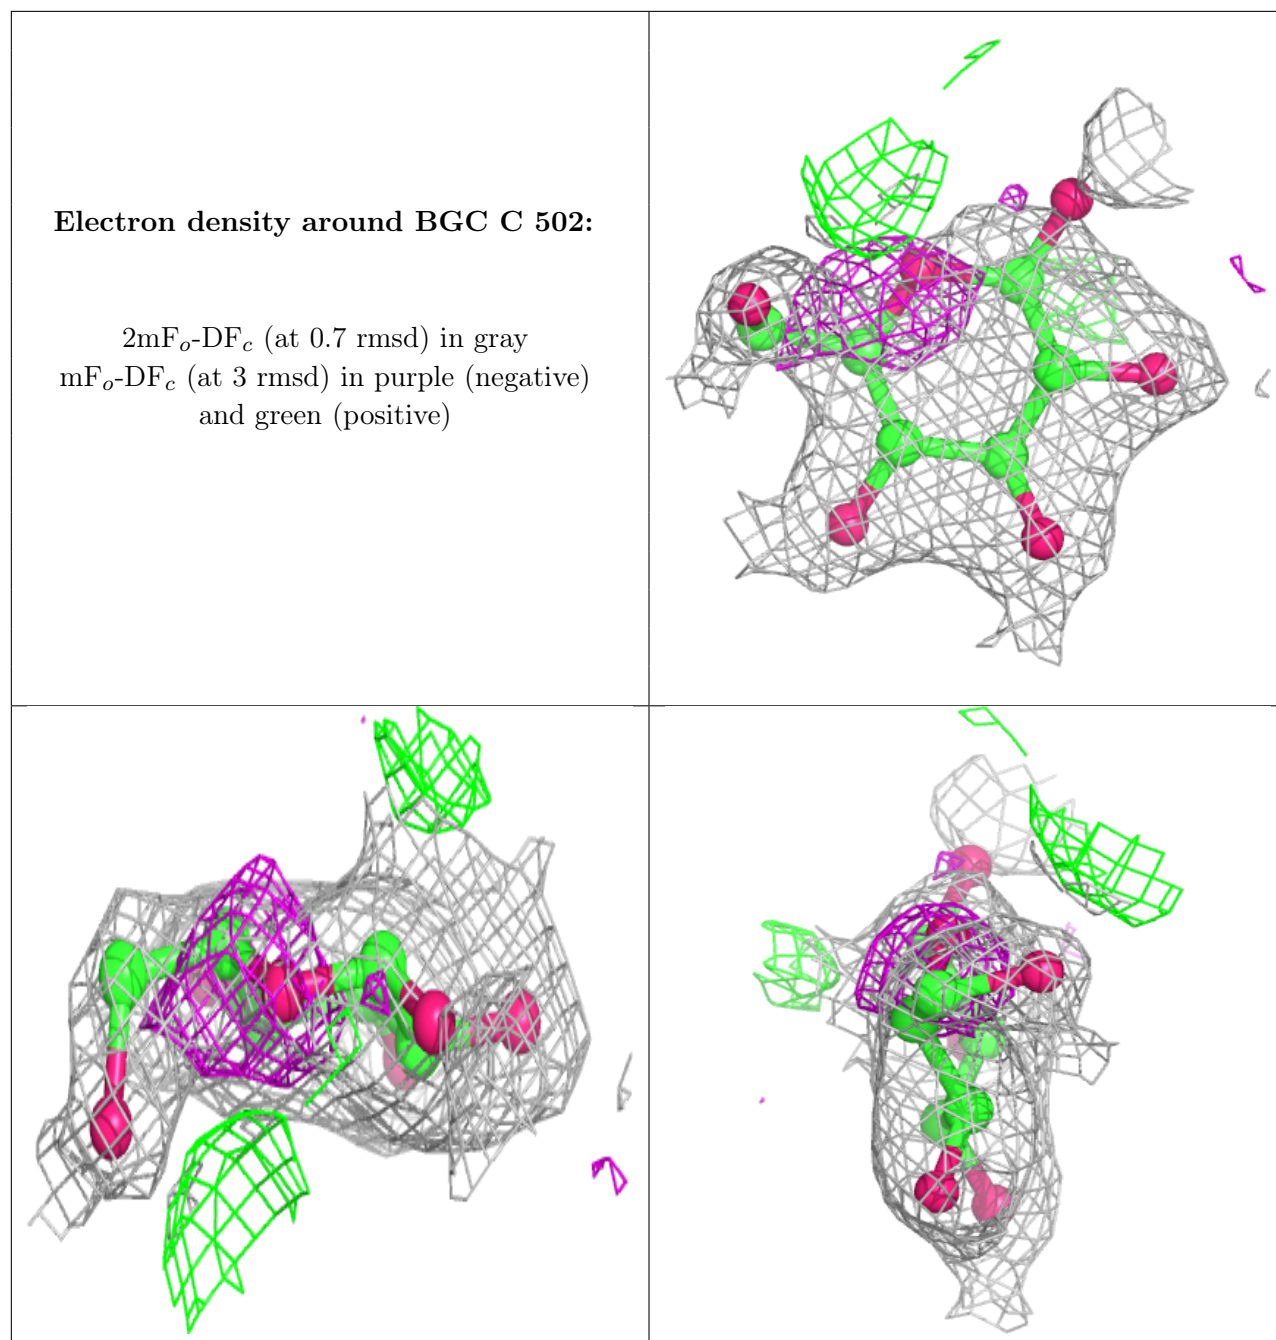 Electron density around BGC C 502:
2mFₒ-DF𝒸 (at 0.7 rmsd) in gray
mFₒ-DF𝒸 (at 3 rmsd) in purple (negative)
and green (positive)